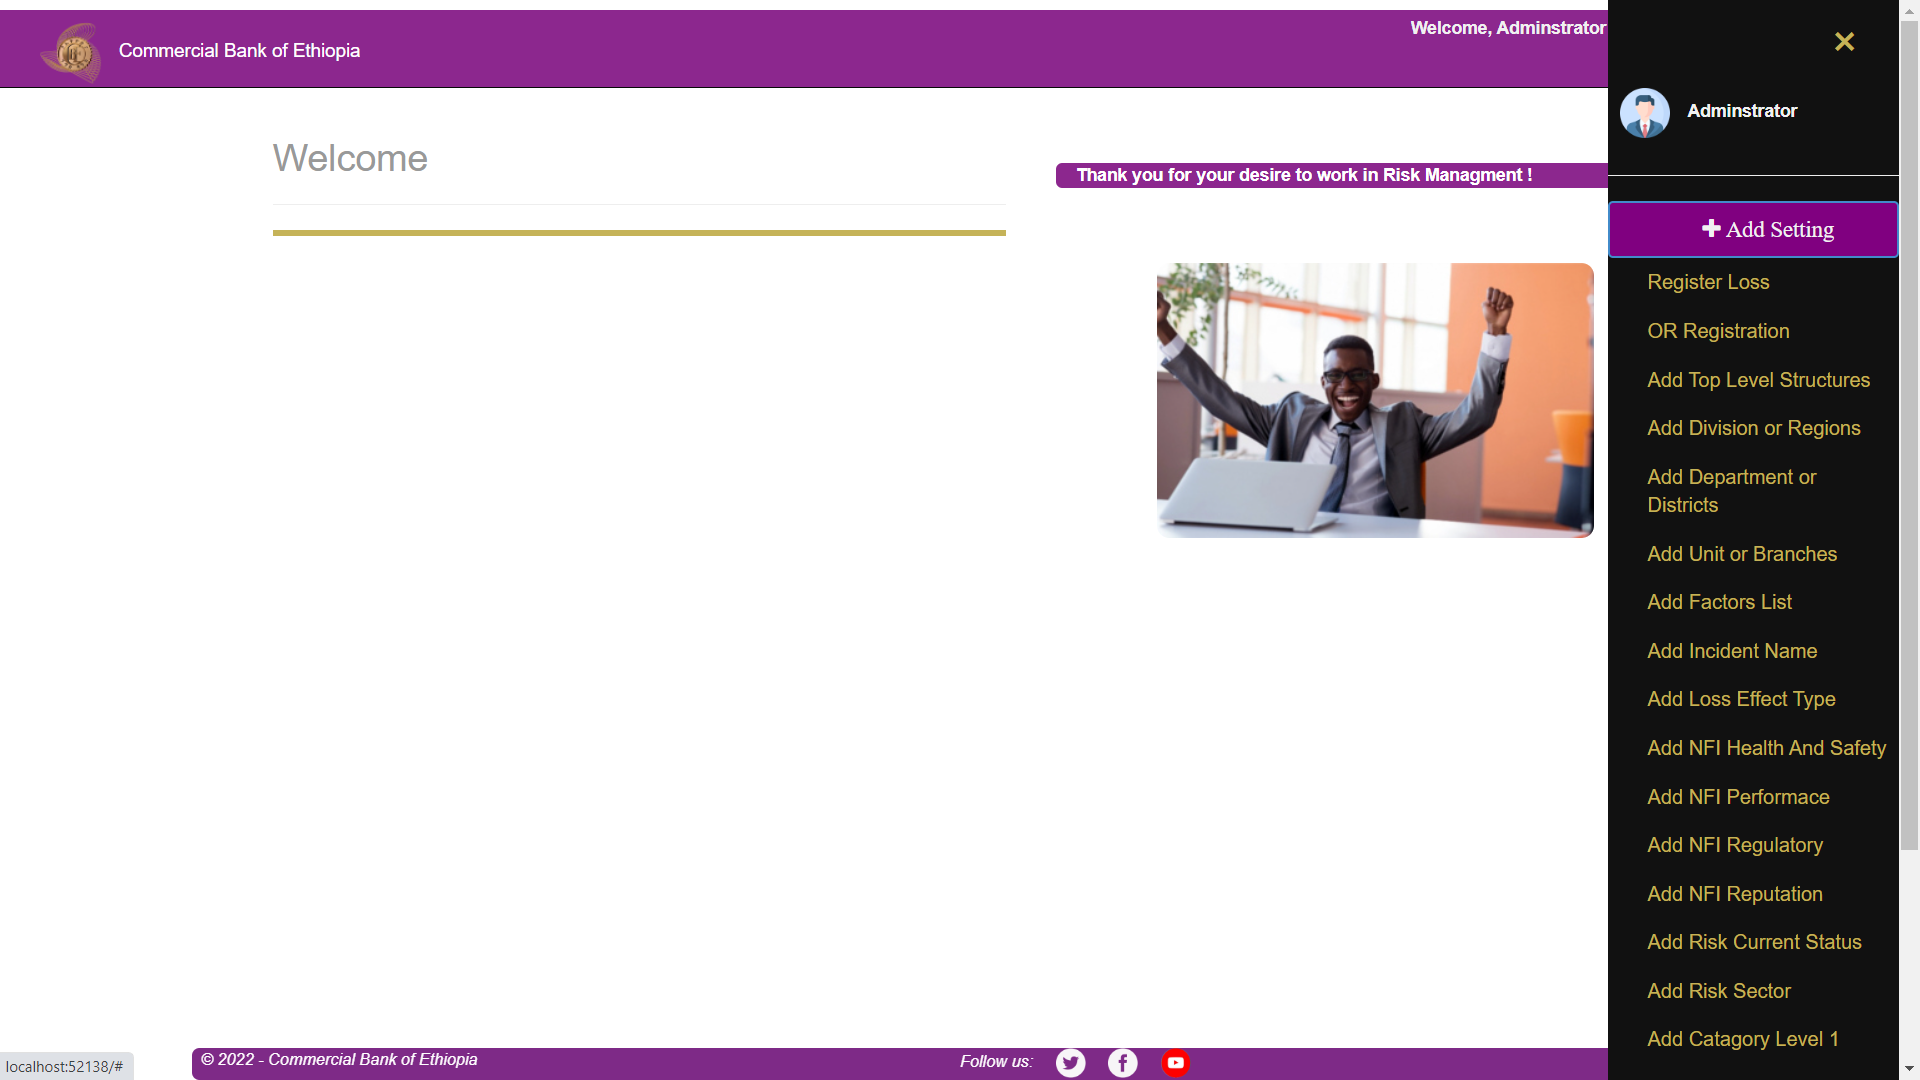 Commercial Bank of Ethiopia
Welcome, Adminstrator
Adminstrator
Welcome
Thank you for your desire to work in Risk Managment !
Add Setting
Register Loss
OR Registration
Add Top Level Structures
Add Division or Regions
Add Department or
Districts
Add Unit or Branches
Add Factors List
Add Incident Name
Add Loss Effect Type
Add NFI Health And Safety
Add NFI Performace
Add NFI Regulatory
Add NFI Reputation
Add Risk Current Status
Add Risk Sector
Add Catagory Level 1
© 2022 - Commercial Bank of Ethiopia
Follow us:
localhost:52138/#